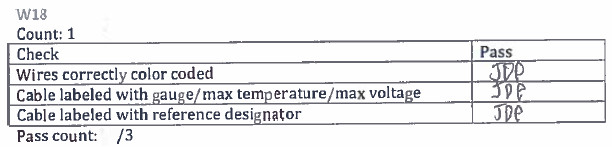 W18
Count: 1
Check Pass
Wires correctly color coded JDP
Cable labeled with gauge/max temperature/max voltage JDP
Cable labeled with reference designator JDP
Pass count: /3